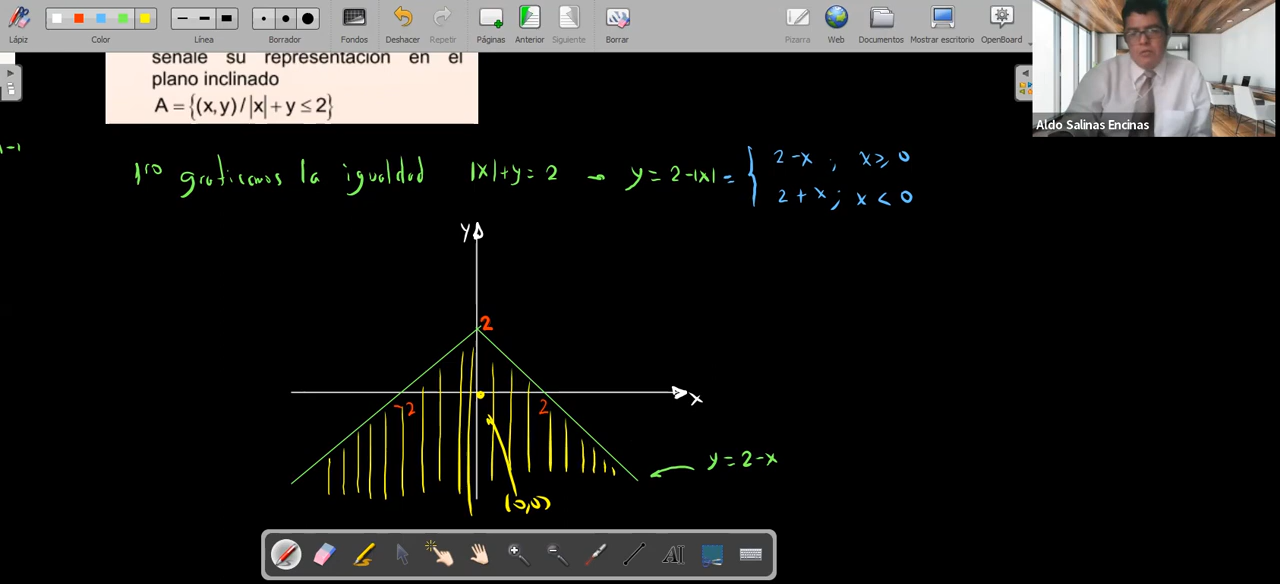 Lápiz
Color
Línea
Borrador
Fondos
Deshacer
Repetir
Páginas
Anterior
Siguiente
Borrar
Pizarra
Web
Documentos
Mostrar escritorio
OpenBoard
Aldo Salinas Encinas
señale su representación en el
plano inclinado
A = {(x,y) / |x| + y ≤ 2}
1ro graficamos la igualdad |x| + y = 2 → y = 2-|x| = { 2-x ; x ≥ 0
2 + x ; x < 0
y
2
-2
2
x
y = 2-x
(0,0)
AI